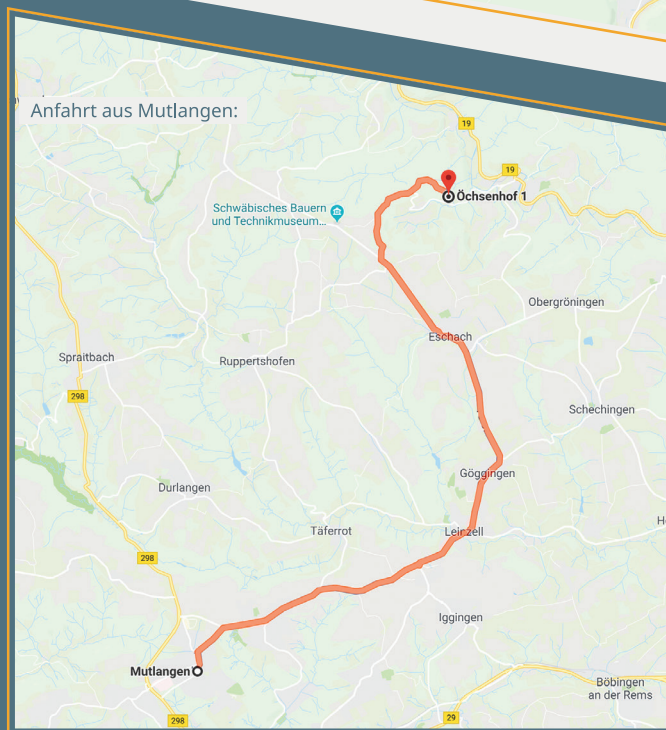 Anfahrt aus Mutlangen:
19
19
Öchsenhof 1
Schwäbisches Bauern
und Technikmuseum...
Obergröningen
Eschach
Spraitbach
Ruppertshofen
298
Schechingen
Göggingen
Durlangen
Täferrot
Leinzell
298
Iggingen
Mutlangen
Böbingen
an der Rems
298
29